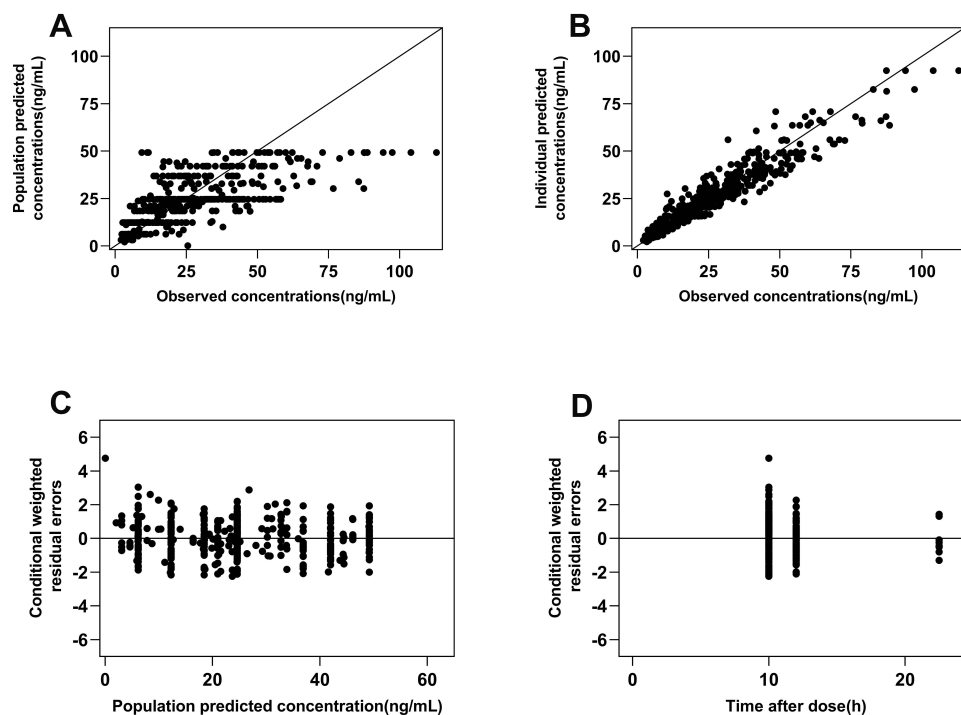 A
Population predicted
concentrations(ng/mL)
100
75
50
25
0
0 25 50 75 100
Observed concentrations(ng/mL)
B
Individual predicted
concentrations(ng/mL)
100
75
50
25
0
0 25 50 75 100
Observed concentrations(ng/mL)
C
Conditional weighted
residual errors
6
4
2
0
-2
-4
-6
0 20 40 60
Population predicted concentration(ng/mL)
D
Conditional weighted
residual errors
6
4
2
0
-2
-4
-6
0 10 20
Time after dose(h)